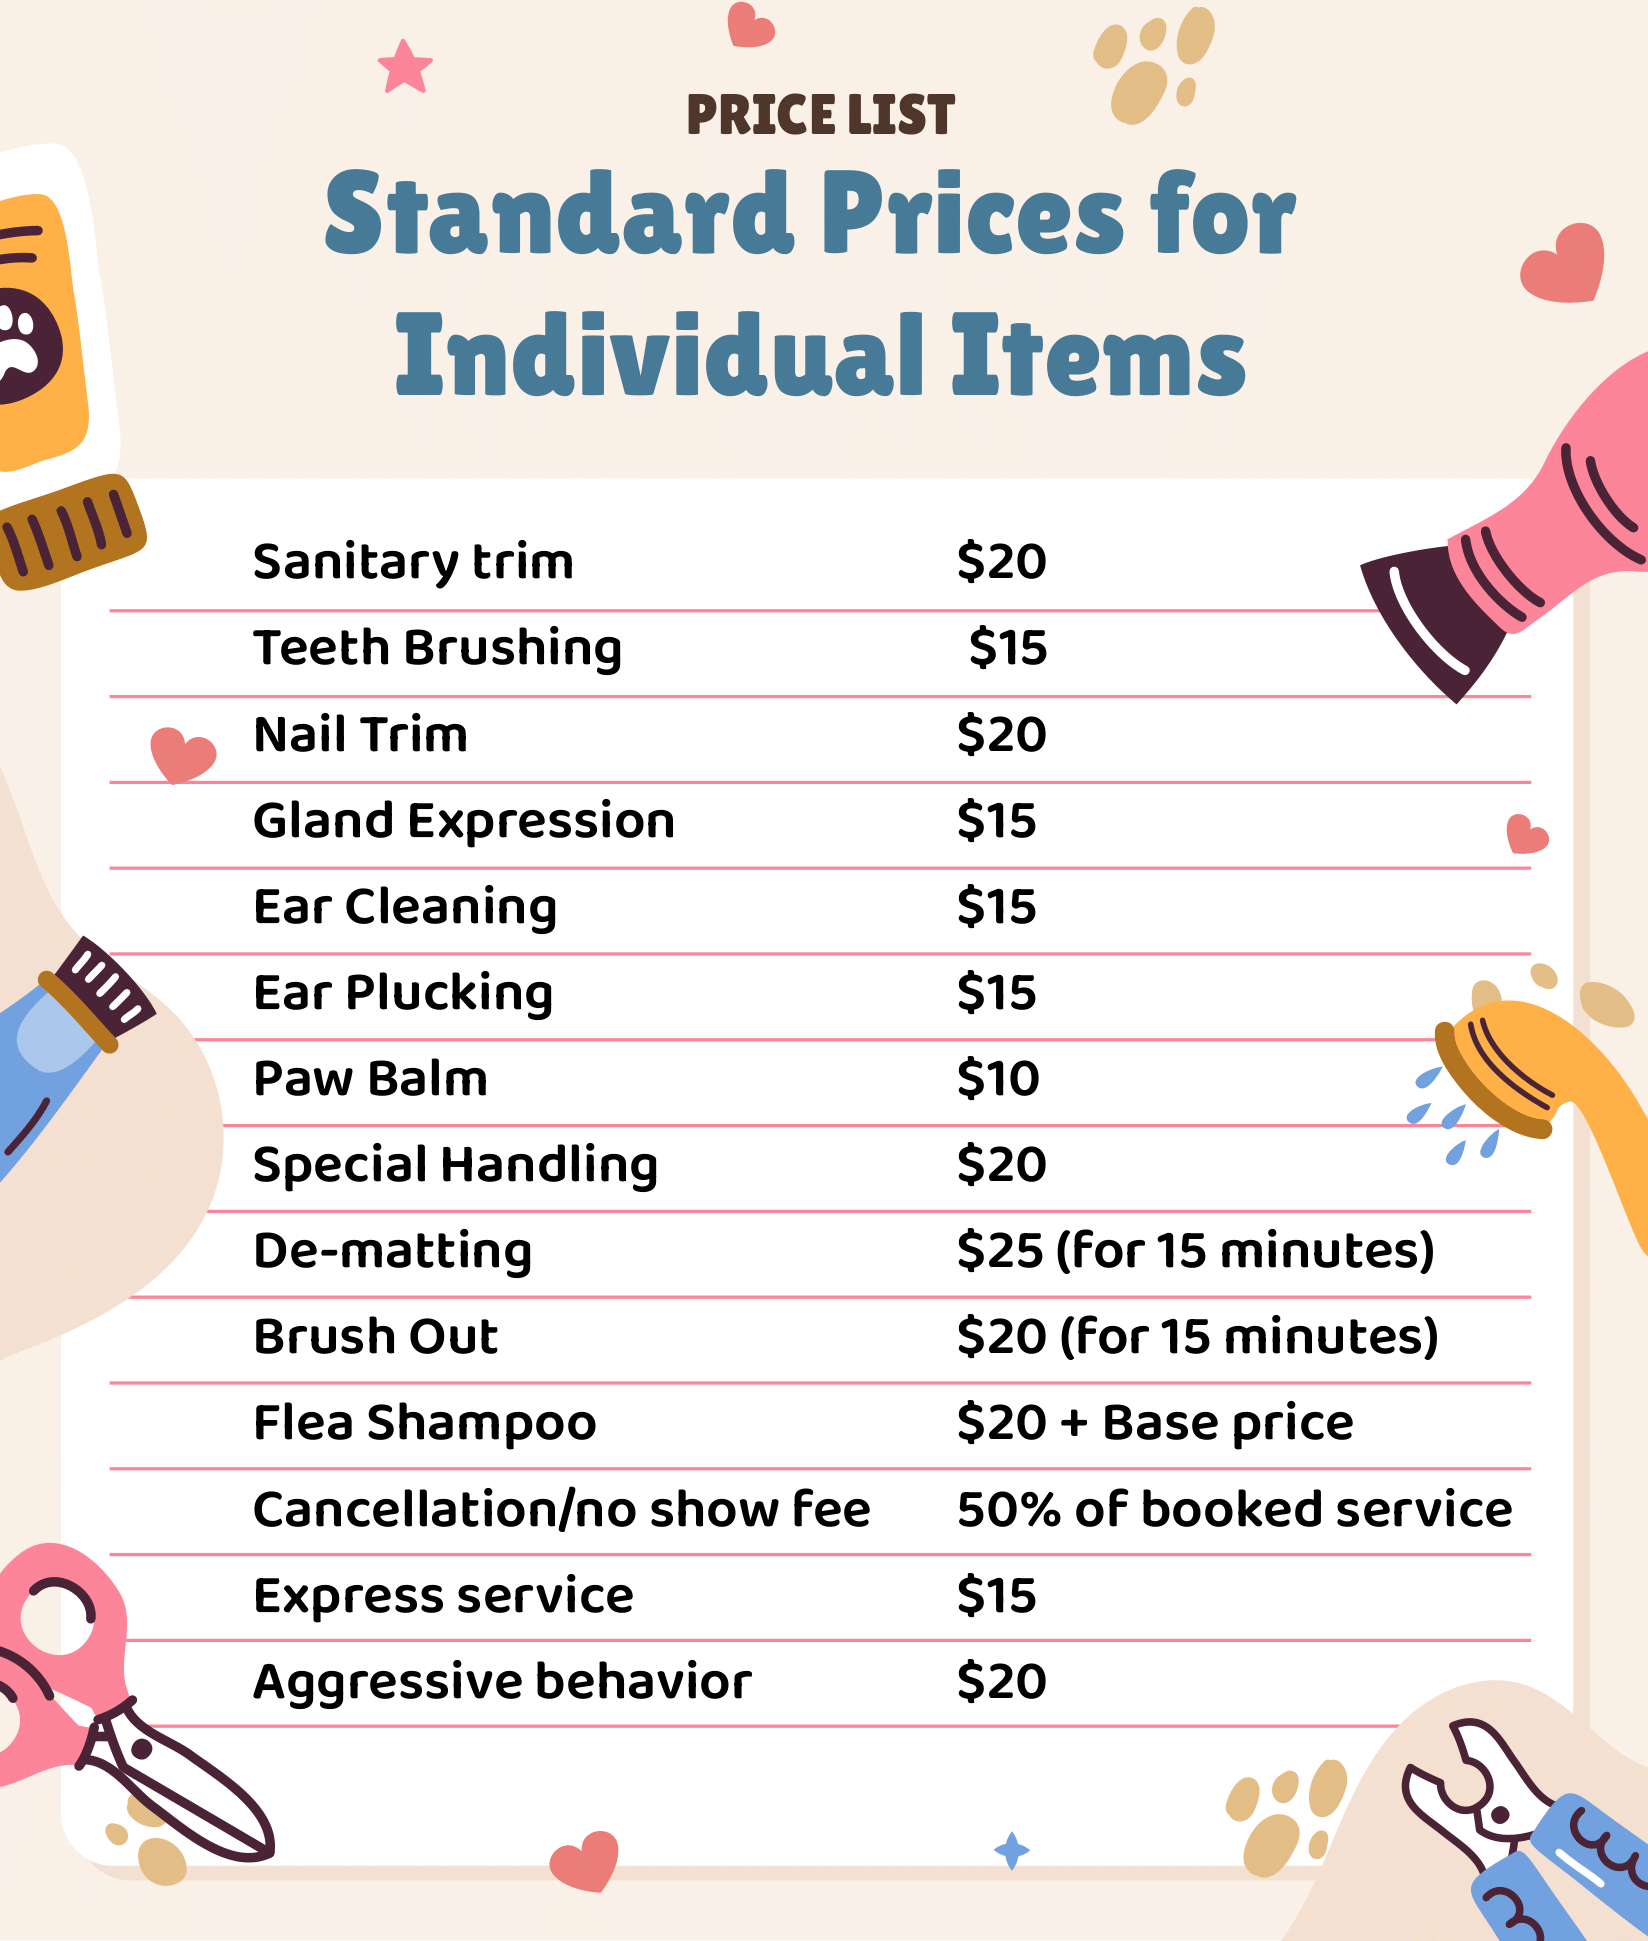 PRICE LIST
Standard Prices for
Individual Items
Sanitary trim $20
Teeth Brushing $15
Nail Trim $20
Gland Expression $15
Ear Cleaning $15
Ear Plucking $15
Paw Balm $10
Special Handling $20
De-matting $25 (for 15 minutes)
Brush Out $20 (for 15 minutes)
Flea Shampoo $20 + Base price
Cancellation/no show fee 50% of booked service
Express service $15
Aggressive behavior $20